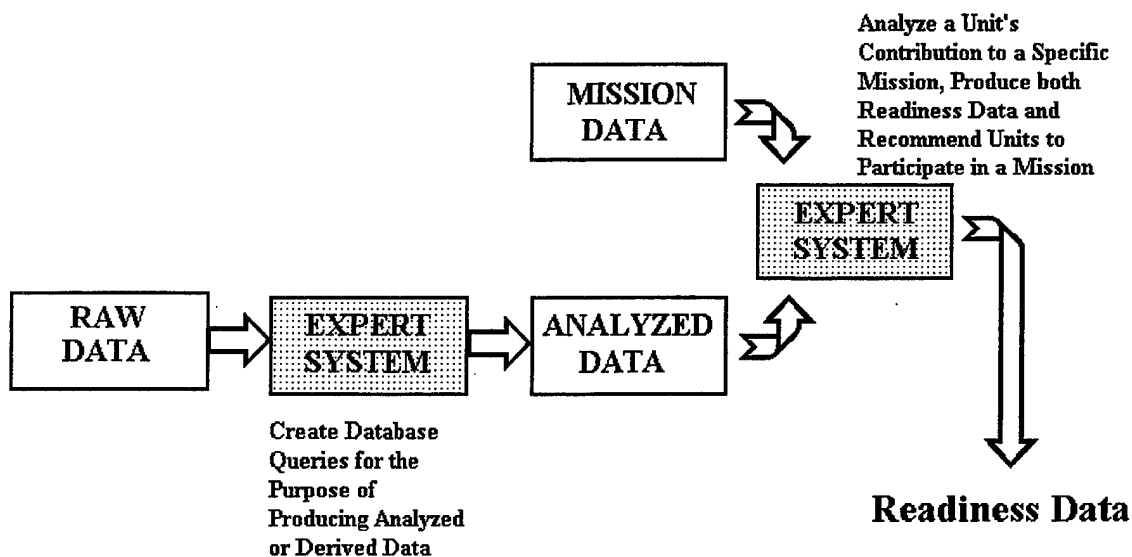 Analyze a Unit's
Contribution to a Specific
Mission, Produce both
Readiness Data and
Recommend Units to
Participate in a Mission
MISSION
DATA
EXPERT
SYSTEM
RAW
DATA
EXPERT
SYSTEM
ANALYZED
DATA
Create Database
Queries for the
Purpose of
Producing Analyzed
or Derived Data
Readiness Data